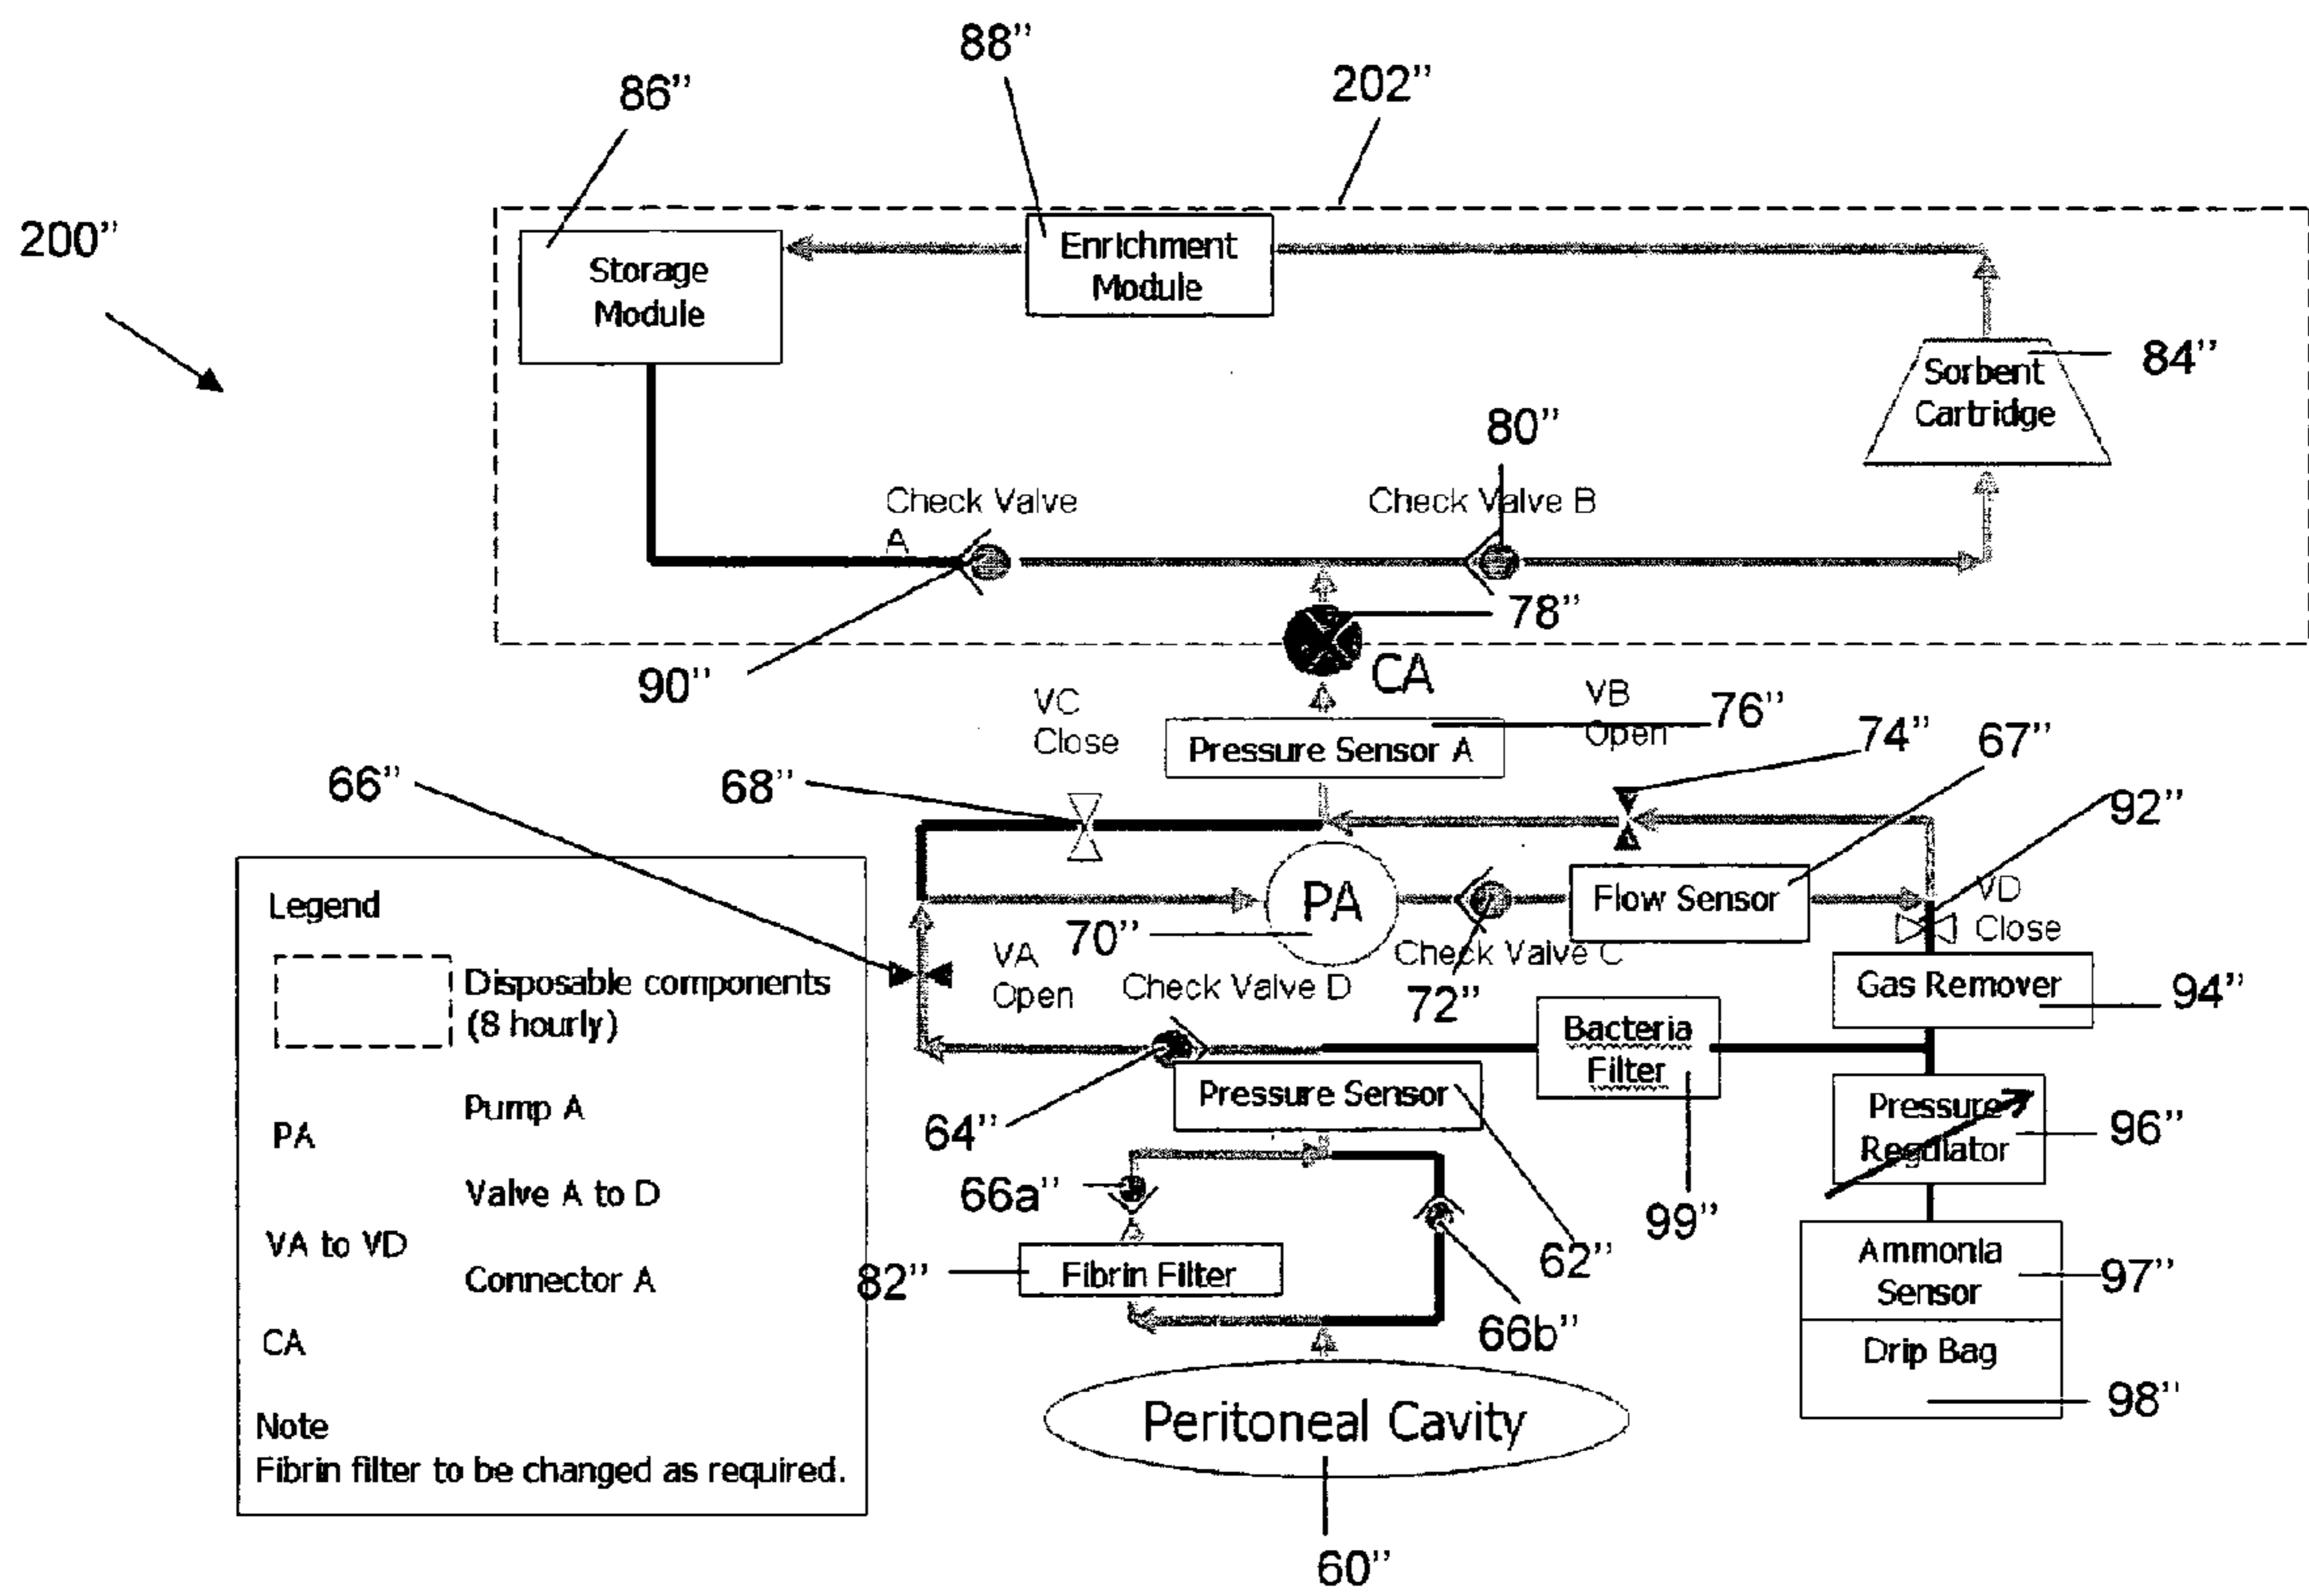 88”
202”
86”
200”
Storage
Module
Enrichment
Module
Sorbent
Cartridge
84”
80”
Check Valve
A
Check Valve B
78”
90”
CA
VC
Close
VB
Open
76”
74”
67”
Pressure Sensor A
66”
68”
92”
PA
Flow Sensor
VD
Close
70”
Check Valve C
72”
VA
Open
Check Valve D
Gas Remover
94”
Bacteria
Filter
64”
Pressure Sensor
Pressure
Regulator
96”
66a”
99”
62”
82”
Fibrin Filter
66b”
Ammonia
Sensor
97”
Drip Bag
98”
Peritoneal Cavity
60”
Legend
Disposable components
(8 hourly)
Pump A
PA
Valve A to D
VA to VD
Connector A
CA
Note
Fibrin filter to be changed as required.